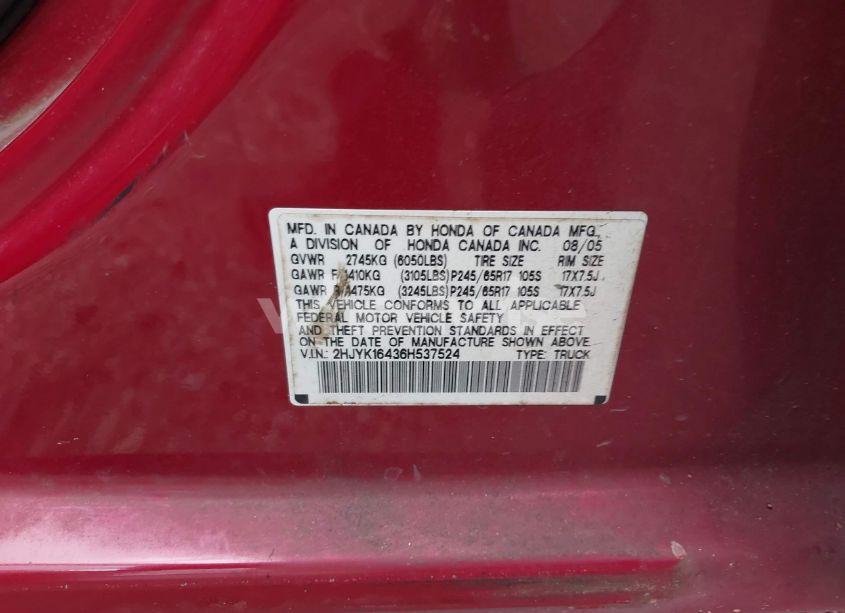 MFD. IN CANADA BY HONDA OF CANADA MFG.,
A DIVISION OF HONDA CANADA INC. 08/05
GVWR 2745KG (6050LBS) TIRE SIZE RIM SIZE
GAWR F 1410KG (3105LBS) P245/65R17 105S 17X7.5J
GAWR R 1475KG (3245LBS) P245/65R17 105S 17X7.5J
THIS VEHICLE CONFORMS TO ALL APPLICABLE
FEDERAL MOTOR VEHICLE SAFETY
AND THEFT PREVENTION STANDARDS IN EFFECT
ON THE DATE OF MANUFACTURE SHOWN ABOVE.
V.I.N.: 2HJYK16436H537524 TYPE: TRUCK